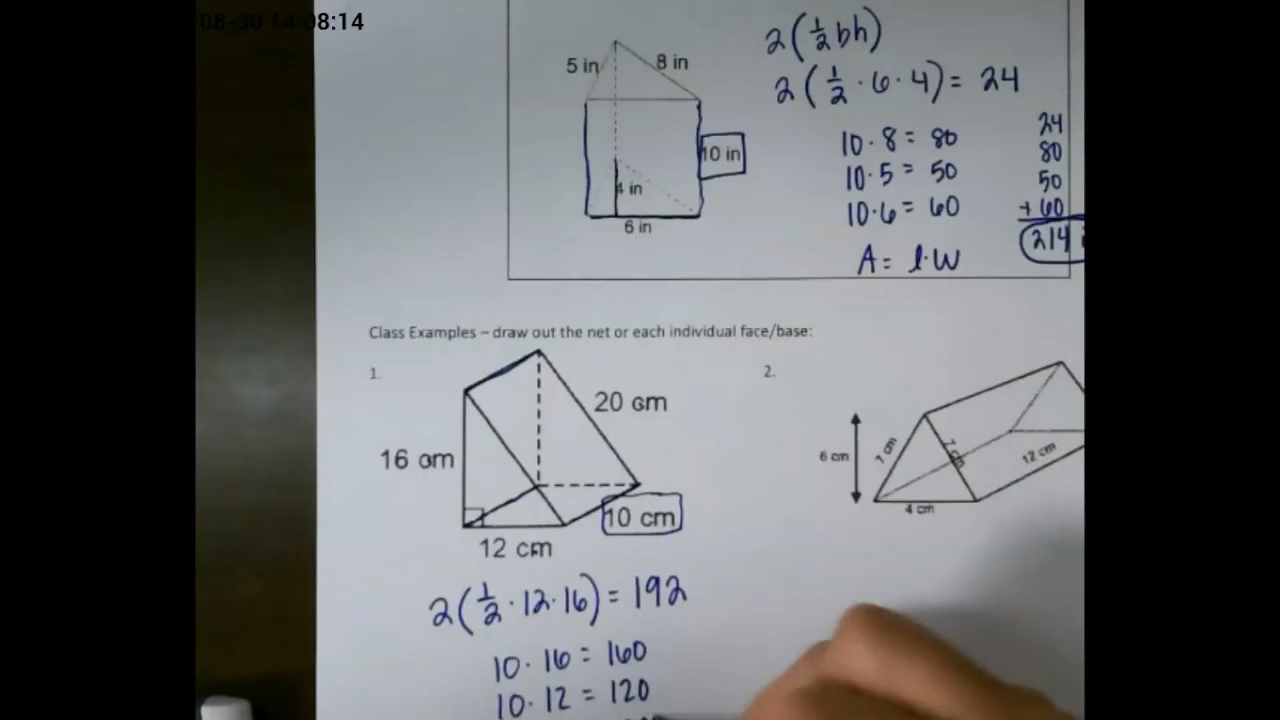 08-30 14:08:14
2(½bh)
5 in
8 in
2(½·6·4)= 24
10 in
4 in
6 in
10·8= 80
10·5= 50
10·6= 60
A= l·W
24
80
50
+60
214
Class Examples – draw out the net or each individual face/base:
1.
20 cm
16 cm
10 cm
12 cm
2(½·12·16)= 192
10·16= 160
10·12= 120
2.
6 cm
7 cm
7 cm
12 cm
4 cm